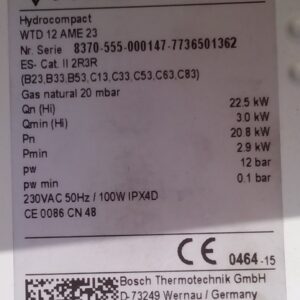 Hydrocompact
WTD 12 AME 23
Nr. Serie 8370-555-000147-7736501362
ES- Cat. II 2R3R
(B23,B33,B53,C13,C33,C53,C63,C83)
Gas natural 20 mbar
Qn (Hi) 22.5 kW
Qmin (Hi) 3.0 kW
Pn 20.8 kW
Pmin 2.9 kW
pw 12 bar
pw min 0.1 bar
230VAC 50Hz / 100W IPX4D
CE 0086 CN 48
CE 0464-15
Bosch Thermotechnik GmbH
D-73249 Wernau / Germany